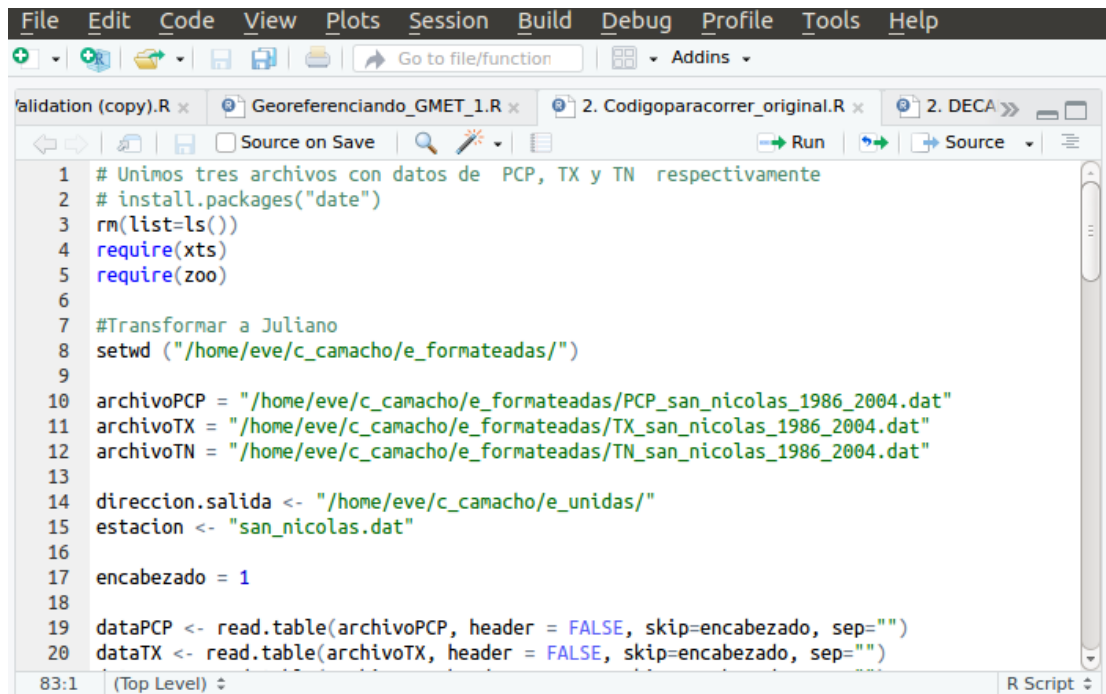 File Edit Code View Plots Session Build Debug Profile Tools Help
Go to file/function Addins
alidation (copy).R Georeferenciando_GMET_1.R 2. Codigoparacorrer_original.R 2. DECA
Source on Save Run Source
1 # Unimos tres archivos con datos de  PCP, TX y TN  respectivamente
2 # install.packages("date")
3 rm(list=ls())
4 require(xts)
5 require(zoo)
6
7 #Transformar a Juliano
8 setwd ("/home/eve/c_camacho/e_formateadas/")
9
10 archivoPCP = "/home/eve/c_camacho/e_formateadas/PCP_san_nicolas_1986_2004.dat"
11 archivoTX = "/home/eve/c_camacho/e_formateadas/TX_san_nicolas_1986_2004.dat"
12 archivoTN = "/home/eve/c_camacho/e_formateadas/TN_san_nicolas_1986_2004.dat"
13
14 direccion.salida <- "/home/eve/c_camacho/e_unidas/"
15 estacion <- "san_nicolas.dat"
16
17 encabezado = 1
18
19 dataPCP <- read.table(archivoPCP, header = FALSE, skip=encabezado, sep="")
20 dataTX <- read.table(archivoTX, header = FALSE, skip=encabezado, sep="")
83:1 (Top Level) R Script